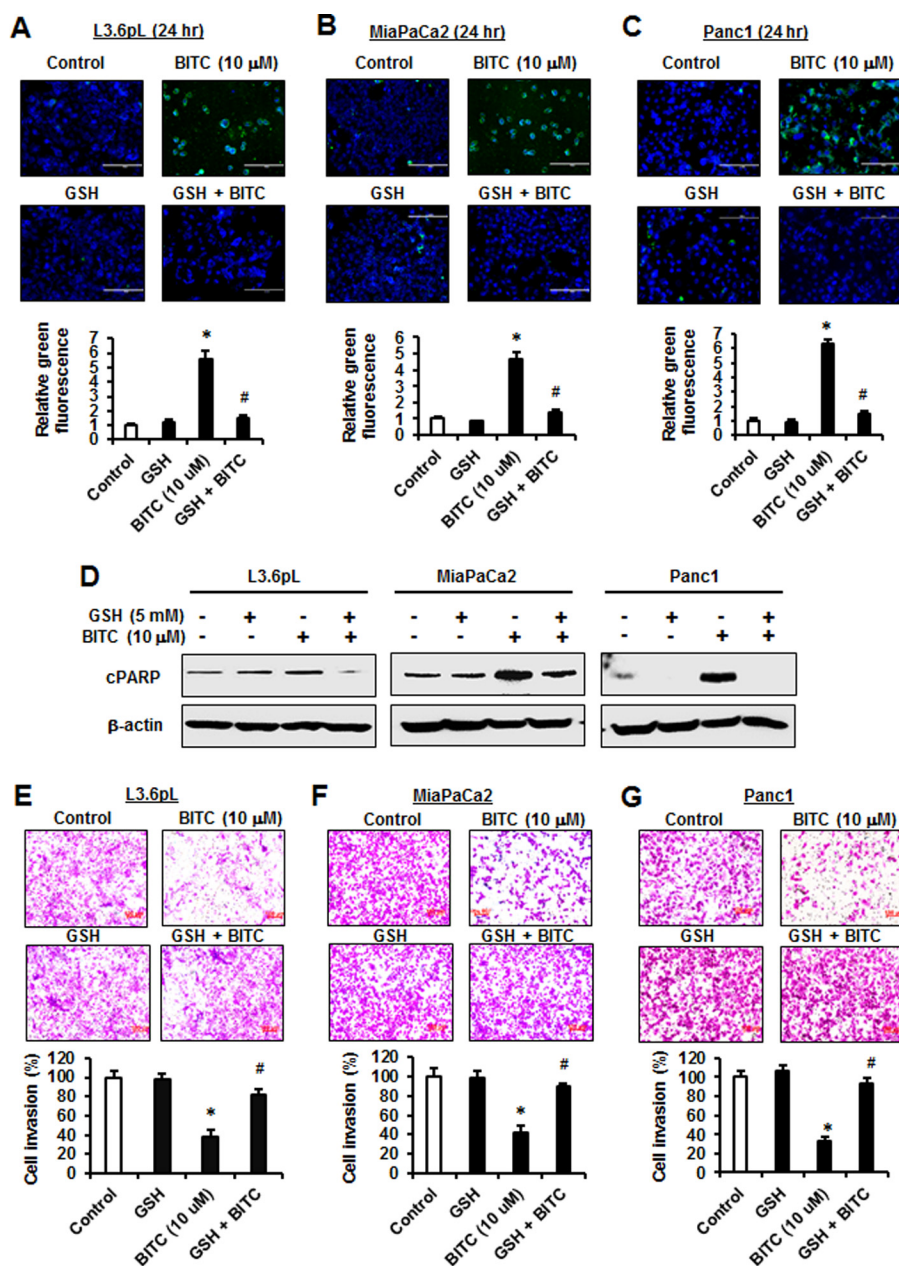 A
L3.6pL (24 hr)
Control BITC (10 μM)
GSH GSH + BITC
Relative green fluorescence
7
6
5
4
3
2
1
Control
GSH
BITC (10 uM)
GSH + BITC
*
#
B
MiaPaCa2 (24 hr)
Control BITC (10 μM)
GSH GSH + BITC
Relative green fluorescence
7
6
5
4
3
2
1
0
Control
GSH
BITC (10 uM)
GSH + BITC
*
#
C
Panc1 (24 hr)
Control BITC (10 μM)
GSH GSH + BITC
Relative green fluorescence
7
6
5
4
3
2
1
0
Control
GSH
BITC (10 uM)
GSH + BITC
*
#
D
L3.6pL MiaPaCa2 Panc1
GSH (5 mM) - + - + - + - + - + - +
BITC (10 μM) - - + + - - + + - - + +
cPARP
β-actin
E
L3.6pL
Control BITC (10 μM)
GSH GSH + BITC
Cell invasion (%)
120
100
80
60
40
20
0
Control
GSH
BITC (10 uM)
GSH + BITC
*
#
F
MiaPaCa2
Control BITC (10 μM)
GSH GSH + BITC
Cell invasion (%)
120
100
80
60
40
20
0
Control
GSH
BITC (10 uM)
GSH + BITC
*
#
G
Panc1
Control BITC (10 μM)
GSH GSH + BITC
Cell invasion (%)
120
100
80
60
40
20
0
Control
GSH
BITC (10 uM)
GSH + BITC
*
#